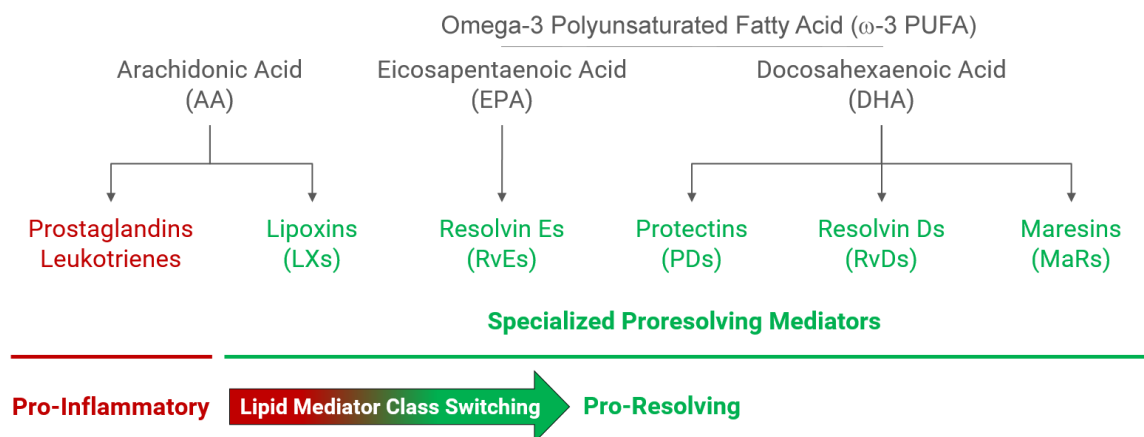 Omega-3 Polyunsaturated Fatty Acid (ω-3 PUFA)
Arachidonic Acid
(AA)
Eicosapentaenoic Acid
(EPA)
Docosahexaenoic Acid
(DHA)
Prostaglandins
Leukotrienes
Lipoxins
(LXs)
Resolvin Es
(RvEs)
Protectins
(PDs)
Resolvin Ds
(RvDs)
Maresins
(MaRs)
Specialized Proresolving Mediators
Pro-Inflammatory
Lipid Mediator Class Switching
Pro-Resolving